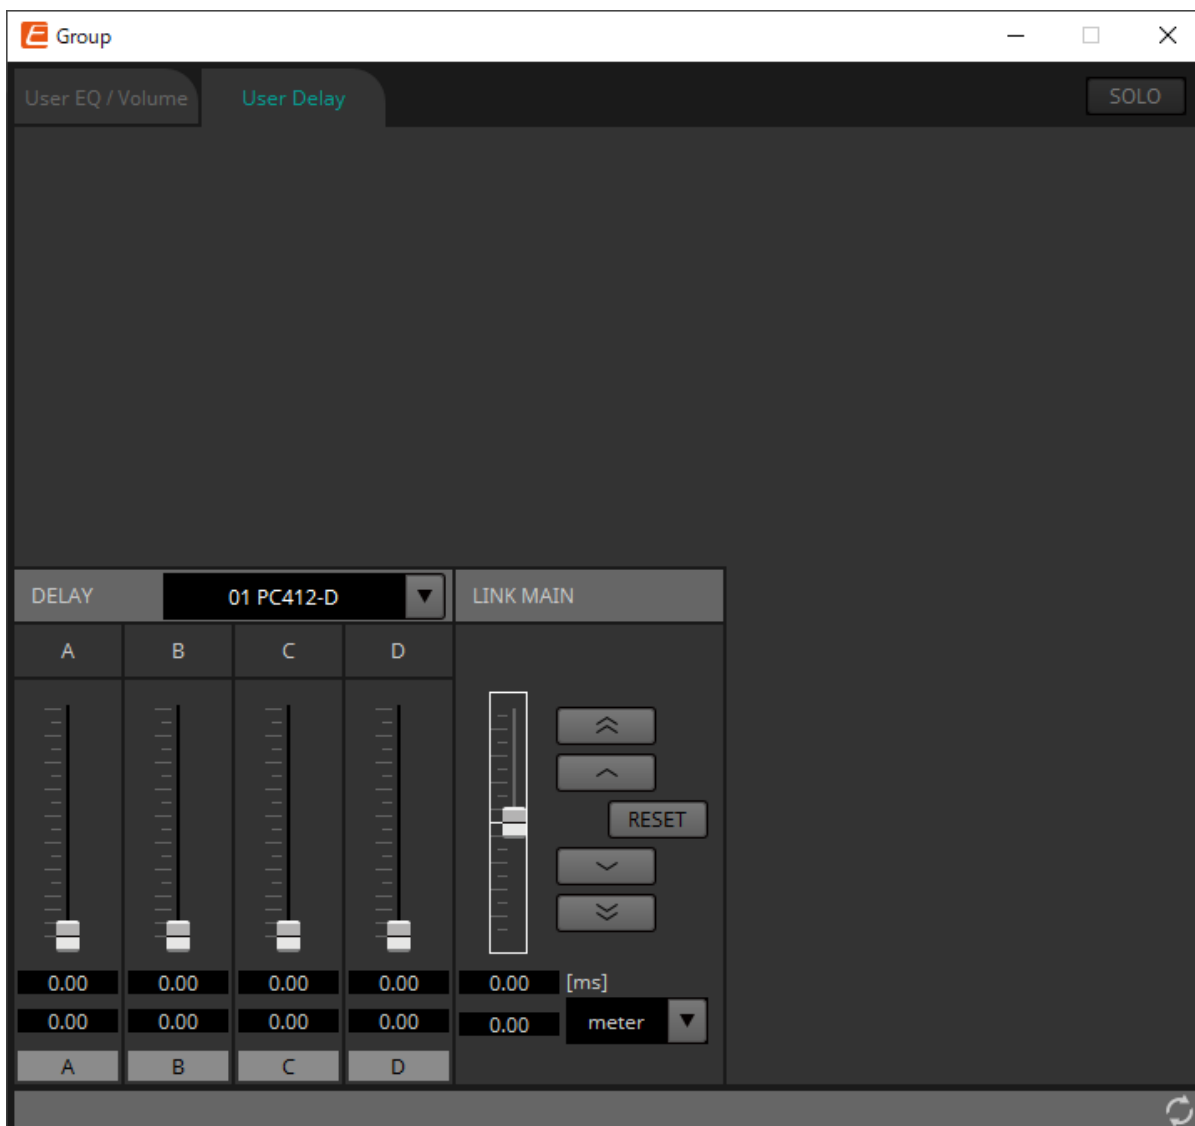 Group
User EQ / Volume User Delay SOLO
DELAY 01 PC412-D LINK MAIN
A B C D
RESET
0.00 0.00 0.00 0.00 0.00 [ms]
0.00 0.00 0.00 0.00 0.00 meter
A B C D